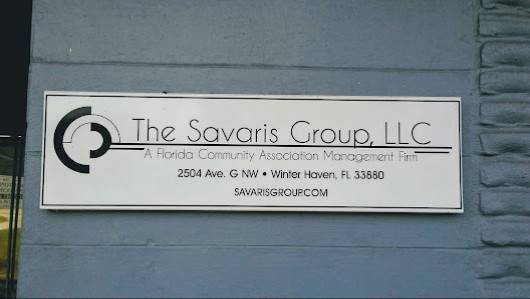 The Savaris Group, LLC
A Florida Community Association Management Firm
2504 Ave. G NW • Winter Haven, FL 33880
SAVARISGROUP.COM